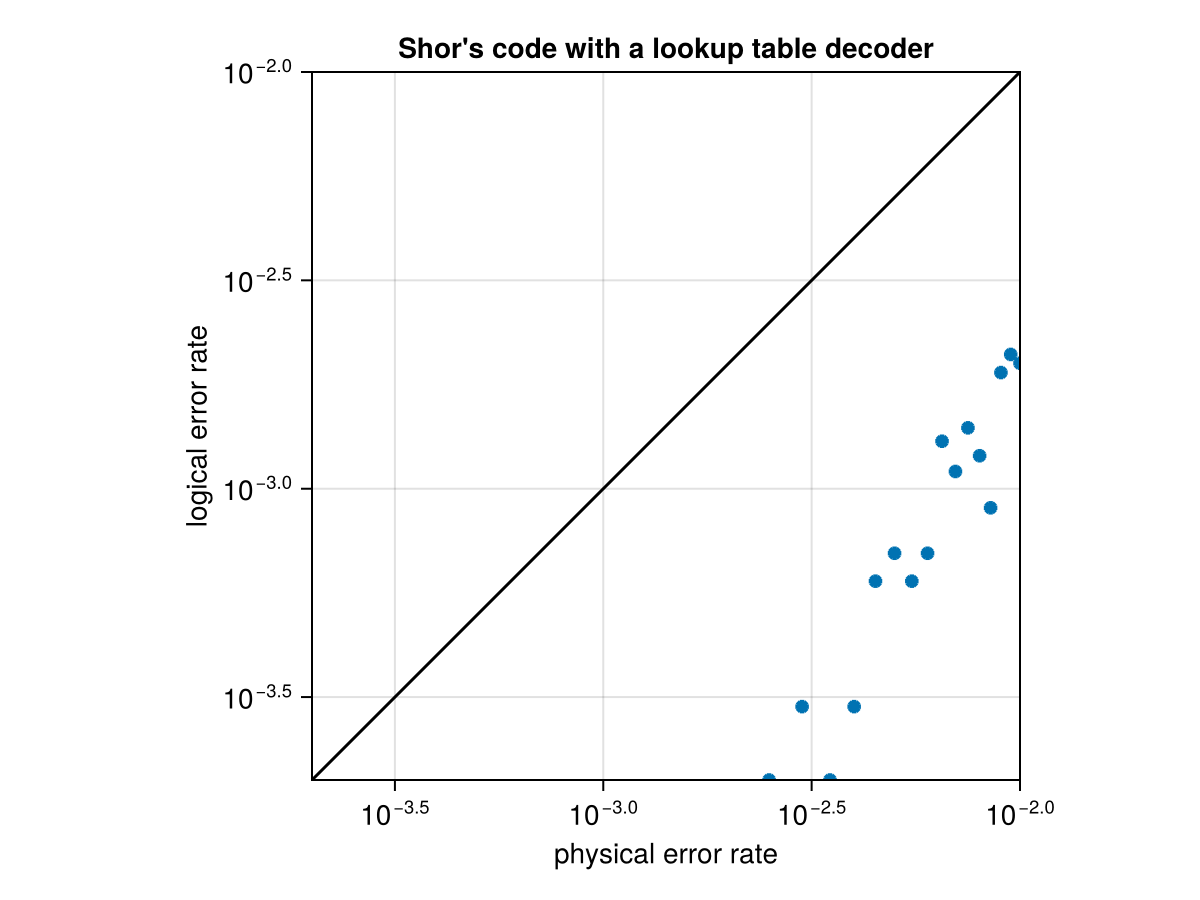 Shor's code with a lookup table decoder
10⁻²·⁰
10⁻²·⁵
10⁻³·⁰
10⁻³·⁵
logical error rate
10⁻³·⁵ 10⁻³·⁰ 10⁻²·⁵ 10⁻²·⁰
physical error rate